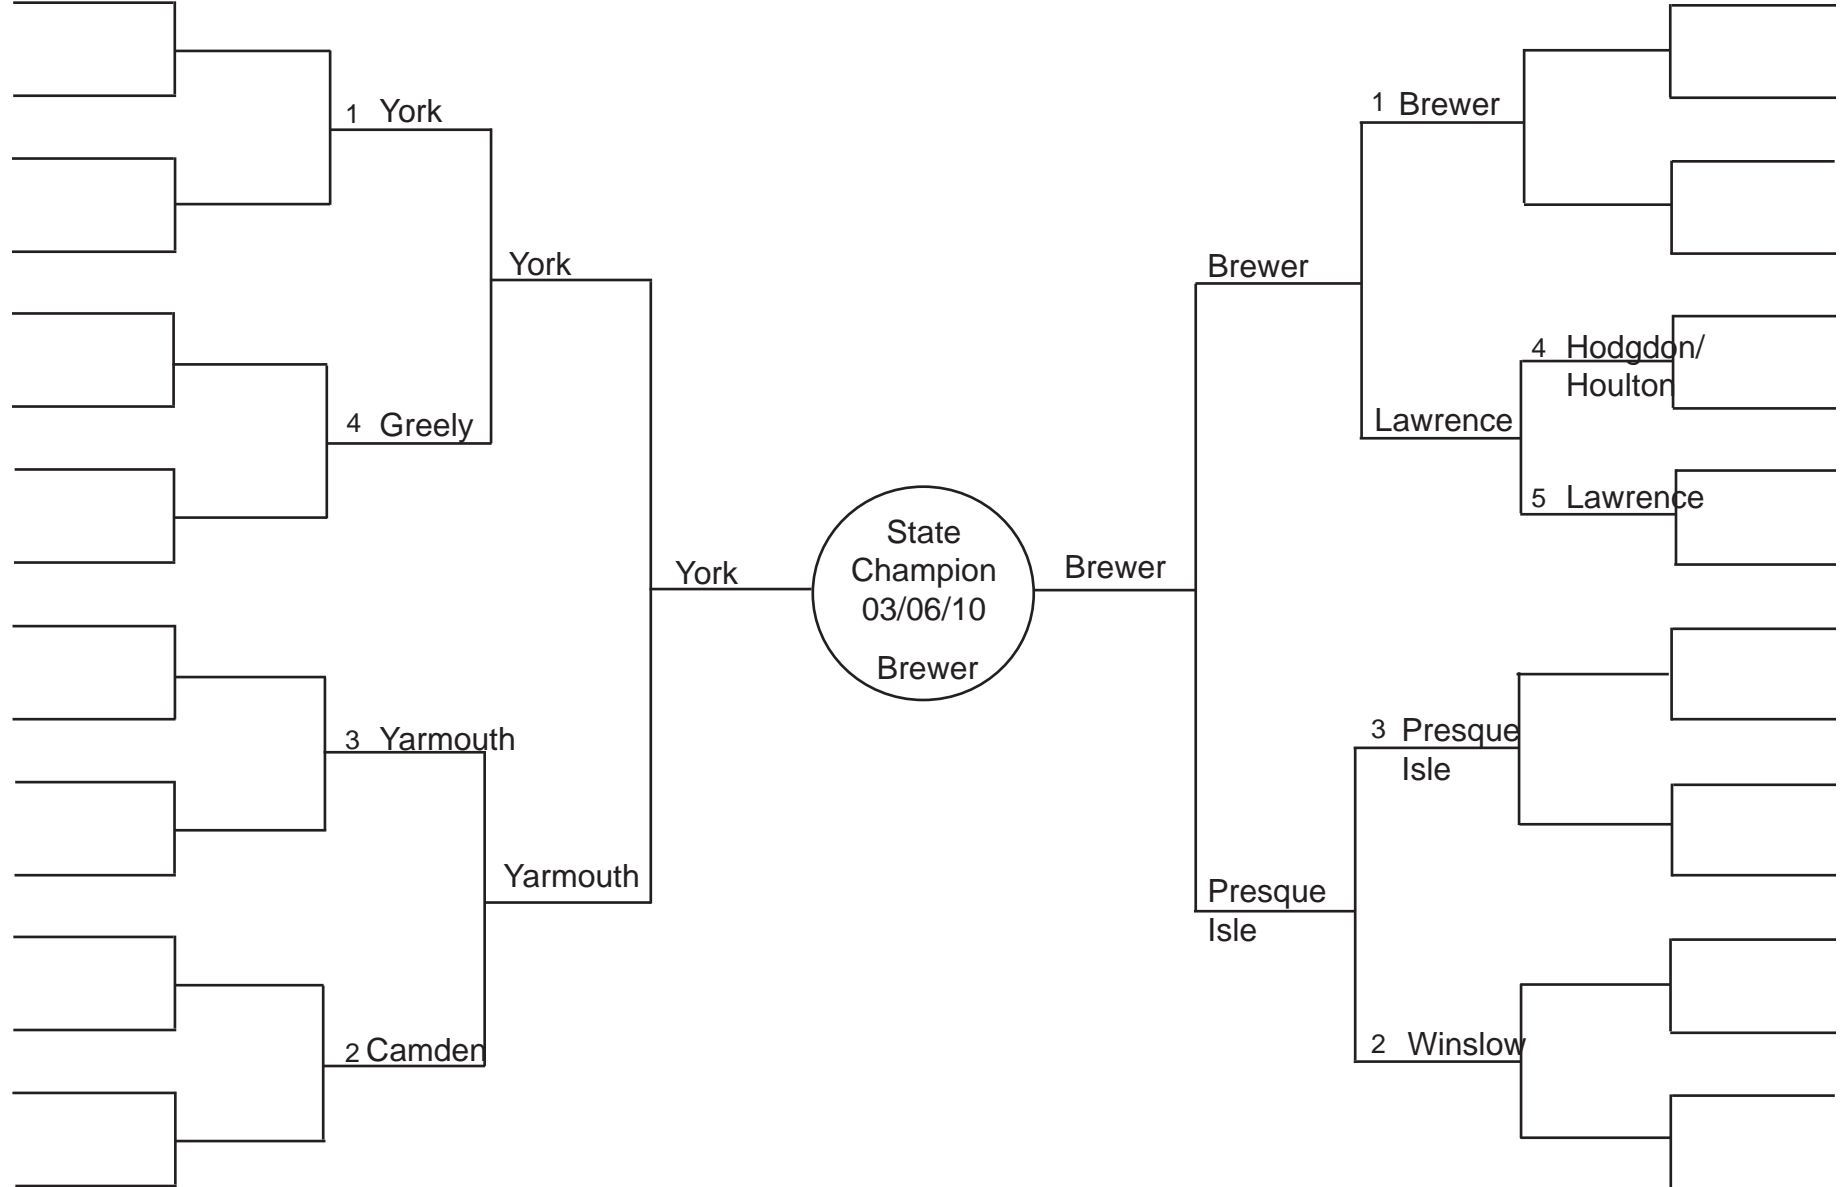 1 York
York
4 Greely
York
3 Yarmouth
Yarmouth
2 Camden
State
Champion
03/06/10
Brewer
1 Brewer
Brewer
4 Hodgdon/
Houlton
Lawrence
5 Lawrence
Brewer
3 Presque
Isle
Presque
Isle
2 Winslow